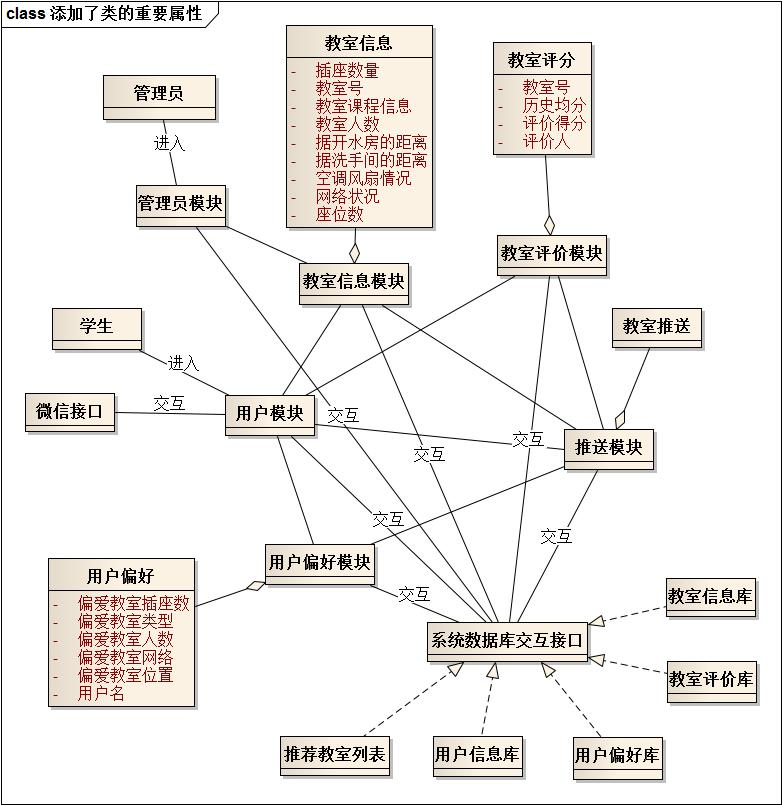 class 添加了类的重要属性
教室信息
- 插座数量
- 教室号
- 教室课程信息
- 教室人数
- 据开水房的距离
- 据洗手间的距离
- 空调风扇情况
- 网络状况
- 座位数
教室评分
- 教室号
- 历史均分
- 评价得分
- 评价人
管理员
进入
管理员模块
教室信息模块
教室评价模块
学生
教室推送
进入
微信接口
交互
用户模块
交互
交互
交互
推送模块
交互
交互
用户偏好模块
交互
用户偏好
- 偏爱教室插座数
- 偏爱教室类型
- 偏爱教室人数
- 偏爱教室网络
- 偏爱教室位置
- 用户名
系统数据库交互接口
教室信息库
教室评价库
推荐教室列表
用户信息库
用户偏好库